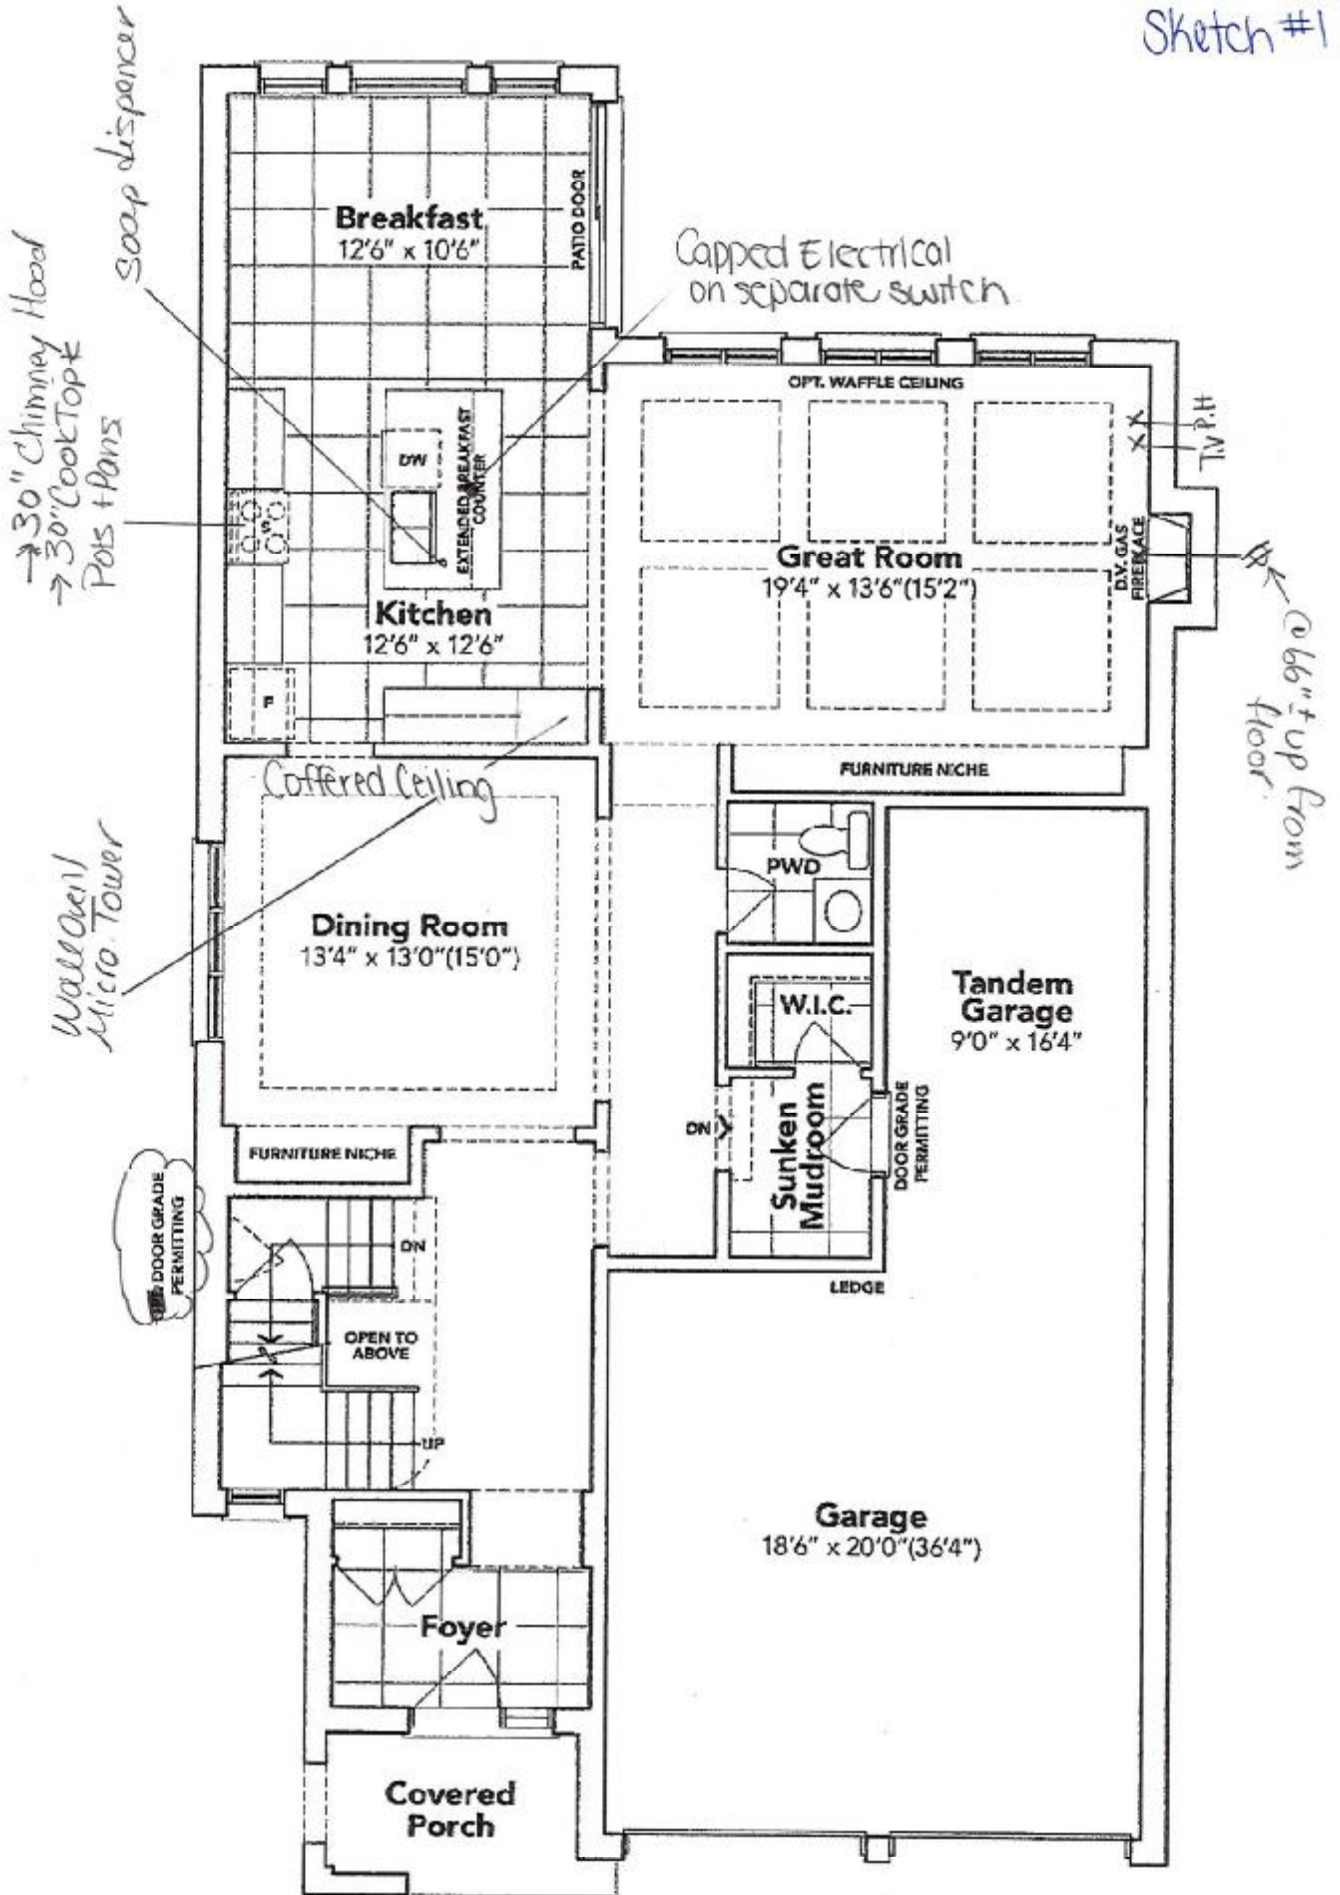 Sketch #1
Soap dispencer
Breakfast
12'6" x 10'6"
PATIO DOOR
Capped Electrical
on separate switch
→30" Chimney Hood
→30" CookTop &
Pots + Pans
OPT. WAFFLE CEILING
T.V P.H
DW
EXTENDED BREAKFAST
COUNTER
S
Great Room
19'4" x 13'6"(15'2")
D.V. GAS
FIREPLACE
@66"± up from
floor.
Kitchen
12'6" x 12'6"
F
FURNITURE NICHE
Coffered Ceiling
Wall Oven/
Micro. Tower
PWD
Dining Room
13'4" x 13'0"(15'0")
W.I.C.
Tandem
Garage
9'0" x 16'4"
DN
Sunken
Mudroom
DOOR GRADE
PERMITTING
FURNITURE NICHE
DOOR GRADE
PERMITTING
DN
LEDGE
OPEN TO
ABOVE
UP
Garage
18'6" x 20'0"(36'4")
Foyer
Covered
Porch